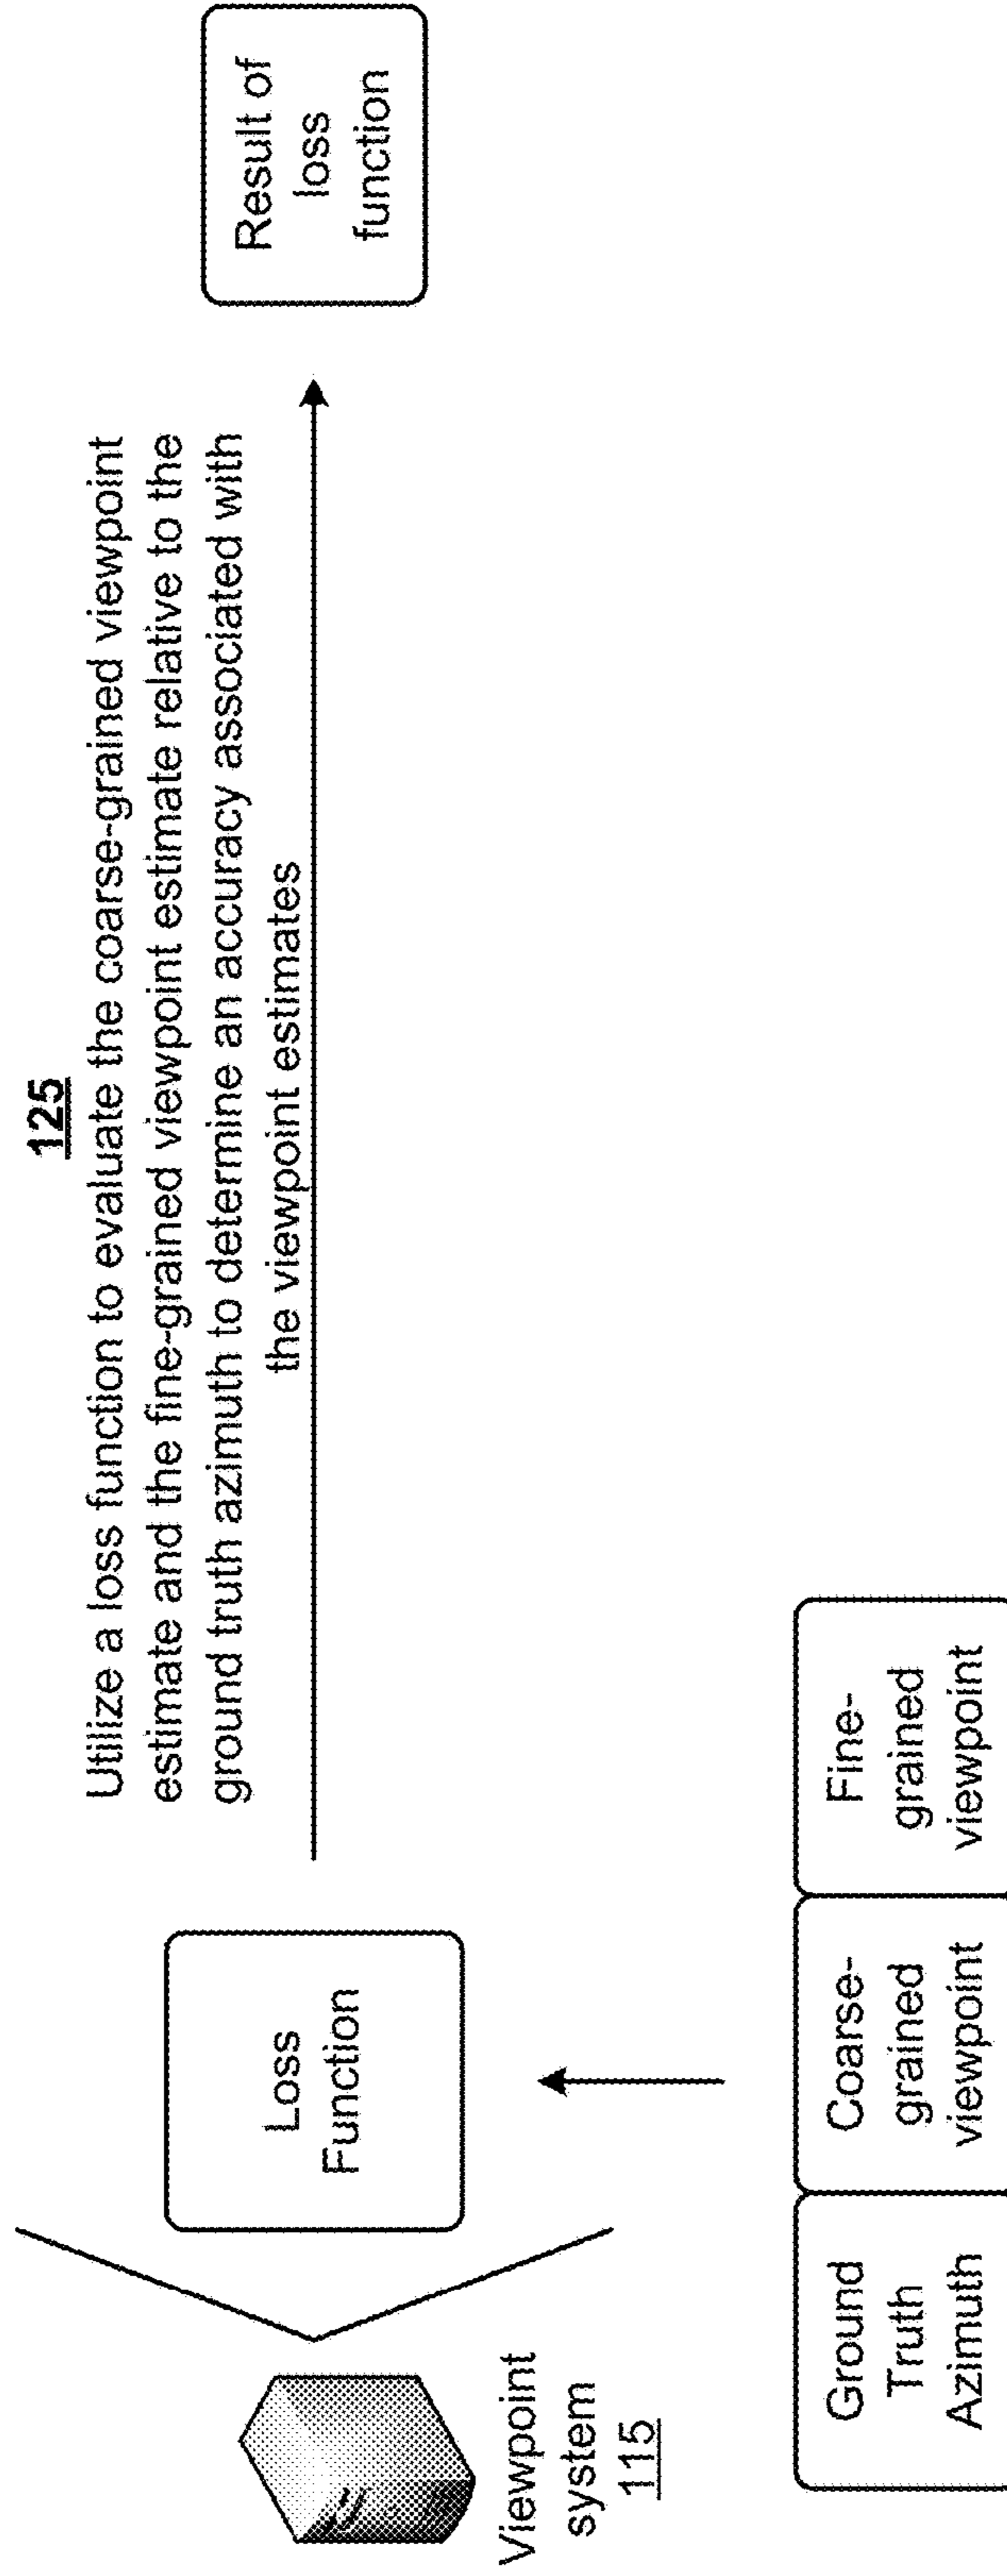 125
Utilize a loss function to evaluate the coarse-grained viewpoint
estimate and the fine-grained viewpoint estimate relative to the
ground truth azimuth to determine an accuracy associated with
the viewpoint estimates
Loss
Function
Result of
loss
function
Viewpoint
system
115
Ground
Truth
Azimuth
Coarse-
grained
viewpoint
Fine-
grained
viewpoint